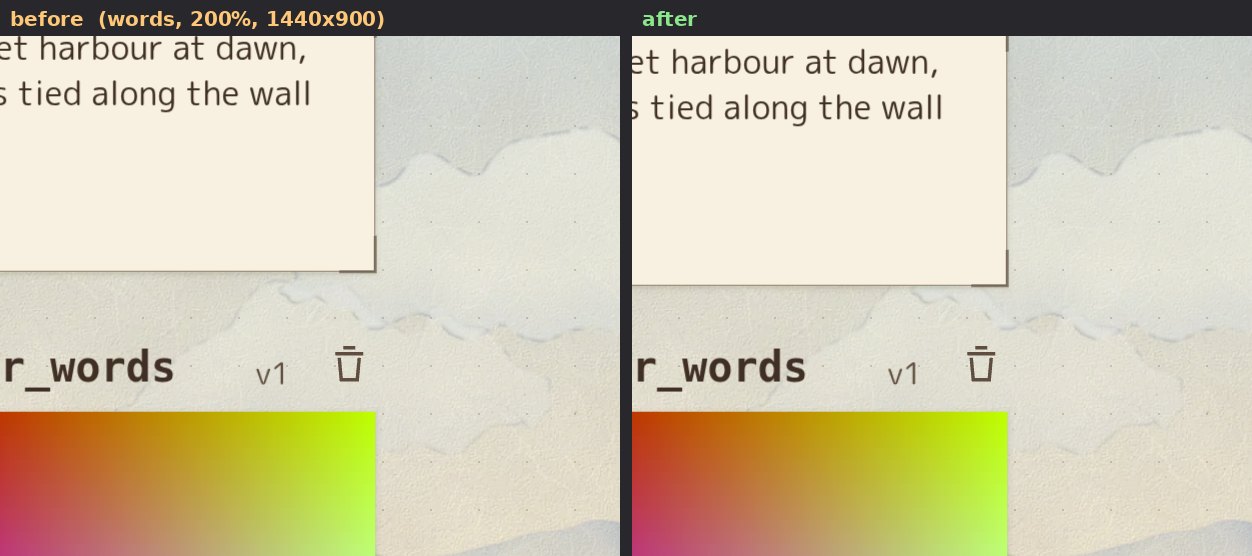 before (words, 200%, 1440x900)
et harbour at dawn,
s tied along the wall
r_words v1
after
et harbour at dawn,
s tied along the wall
r_words v1